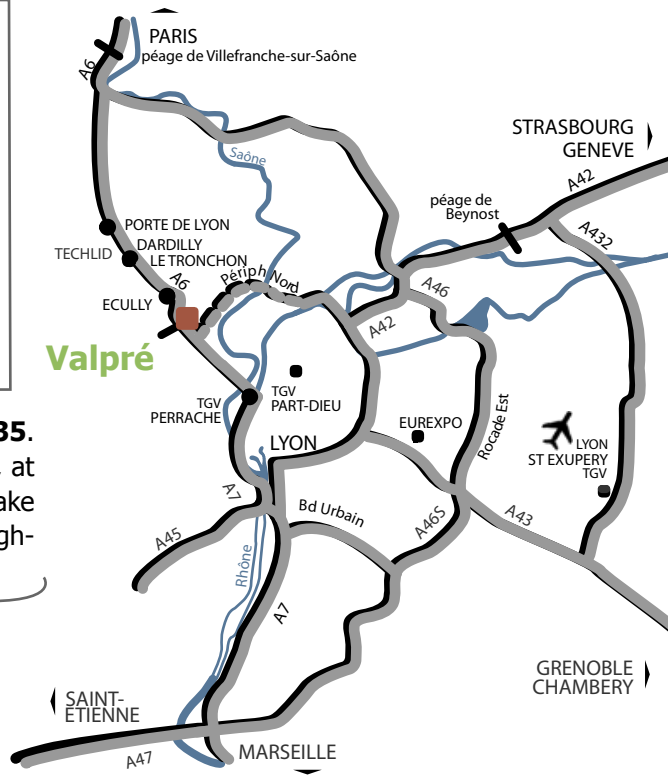 PARIS
péage de Villefranche-sur-Saône
A6
STRASBOURG
GENEVE
A42
Saône
péage de
Beynost
A432
PORTE DE LYON
DARDILLY
TECHLID
LE TRONCHON
A6
Périph Nord
A46
ECULLY
A42
Valpré
TGV
PERRACHE
TGV
PART-DIEU
EUREXPO
Rocade Est
LYON
ST EXUPERY
TGV
35.
LYON
, at
ake
gh-
A7
Bd Urbain
A46S
A43
A45
Rhône
A7
GRENOBLE
CHAMBERY
SAINT-
ETIENNE
A47
MARSEILLE